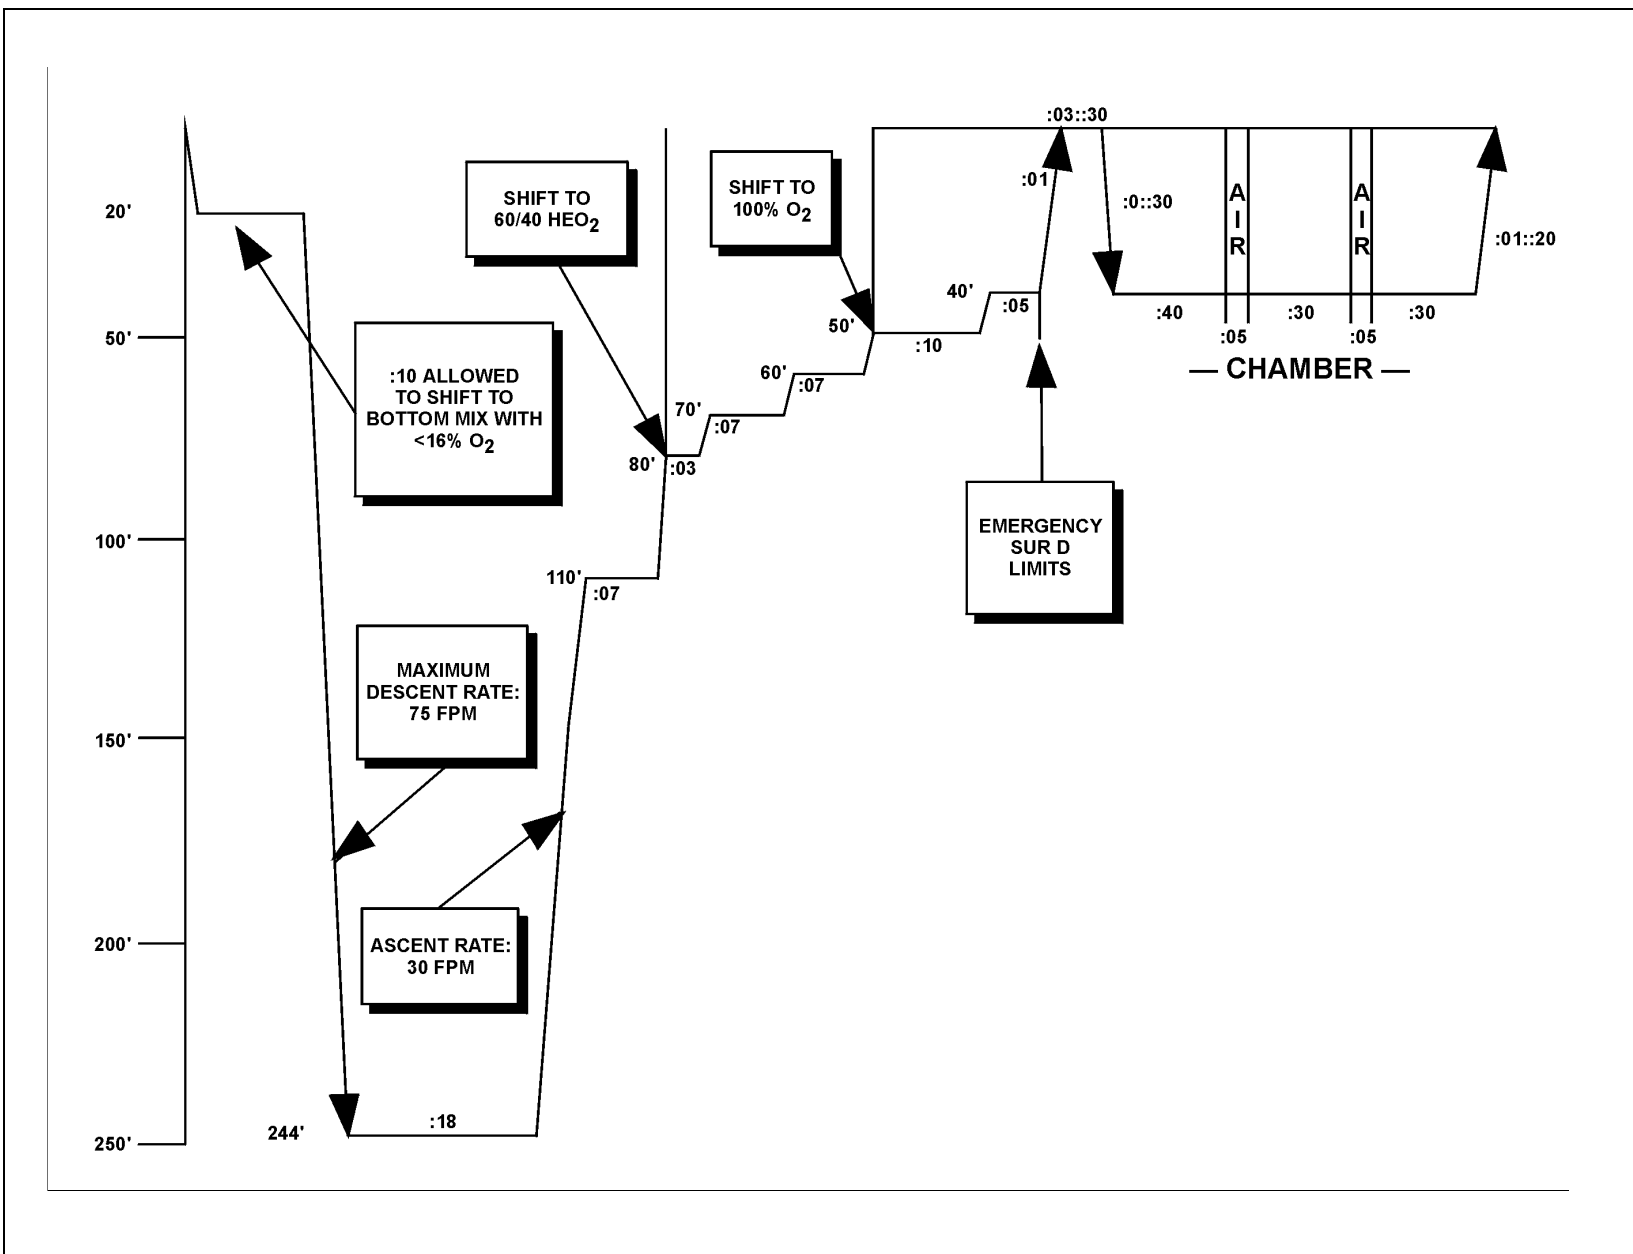 :03::30
SHIFT TO
60/40 HEO2
SHIFT TO
100% O2
:01
:0::30
A
I
R
A
I
R
:01::20
20'
40'
:05
:40
:05
:30
:05
:30
— CHAMBER —
50'
50'
:10
:10 ALLOWED
TO SHIFT TO
BOTTOM MIX WITH
<16% O2
60'
:07
70'
:07
80'
:03
EMERGENCY
SUR D
LIMITS
100'
110'
:07
MAXIMUM
DESCENT RATE:
75 FPM
150'
ASCENT RATE:
30 FPM
200'
244'
:18
250'